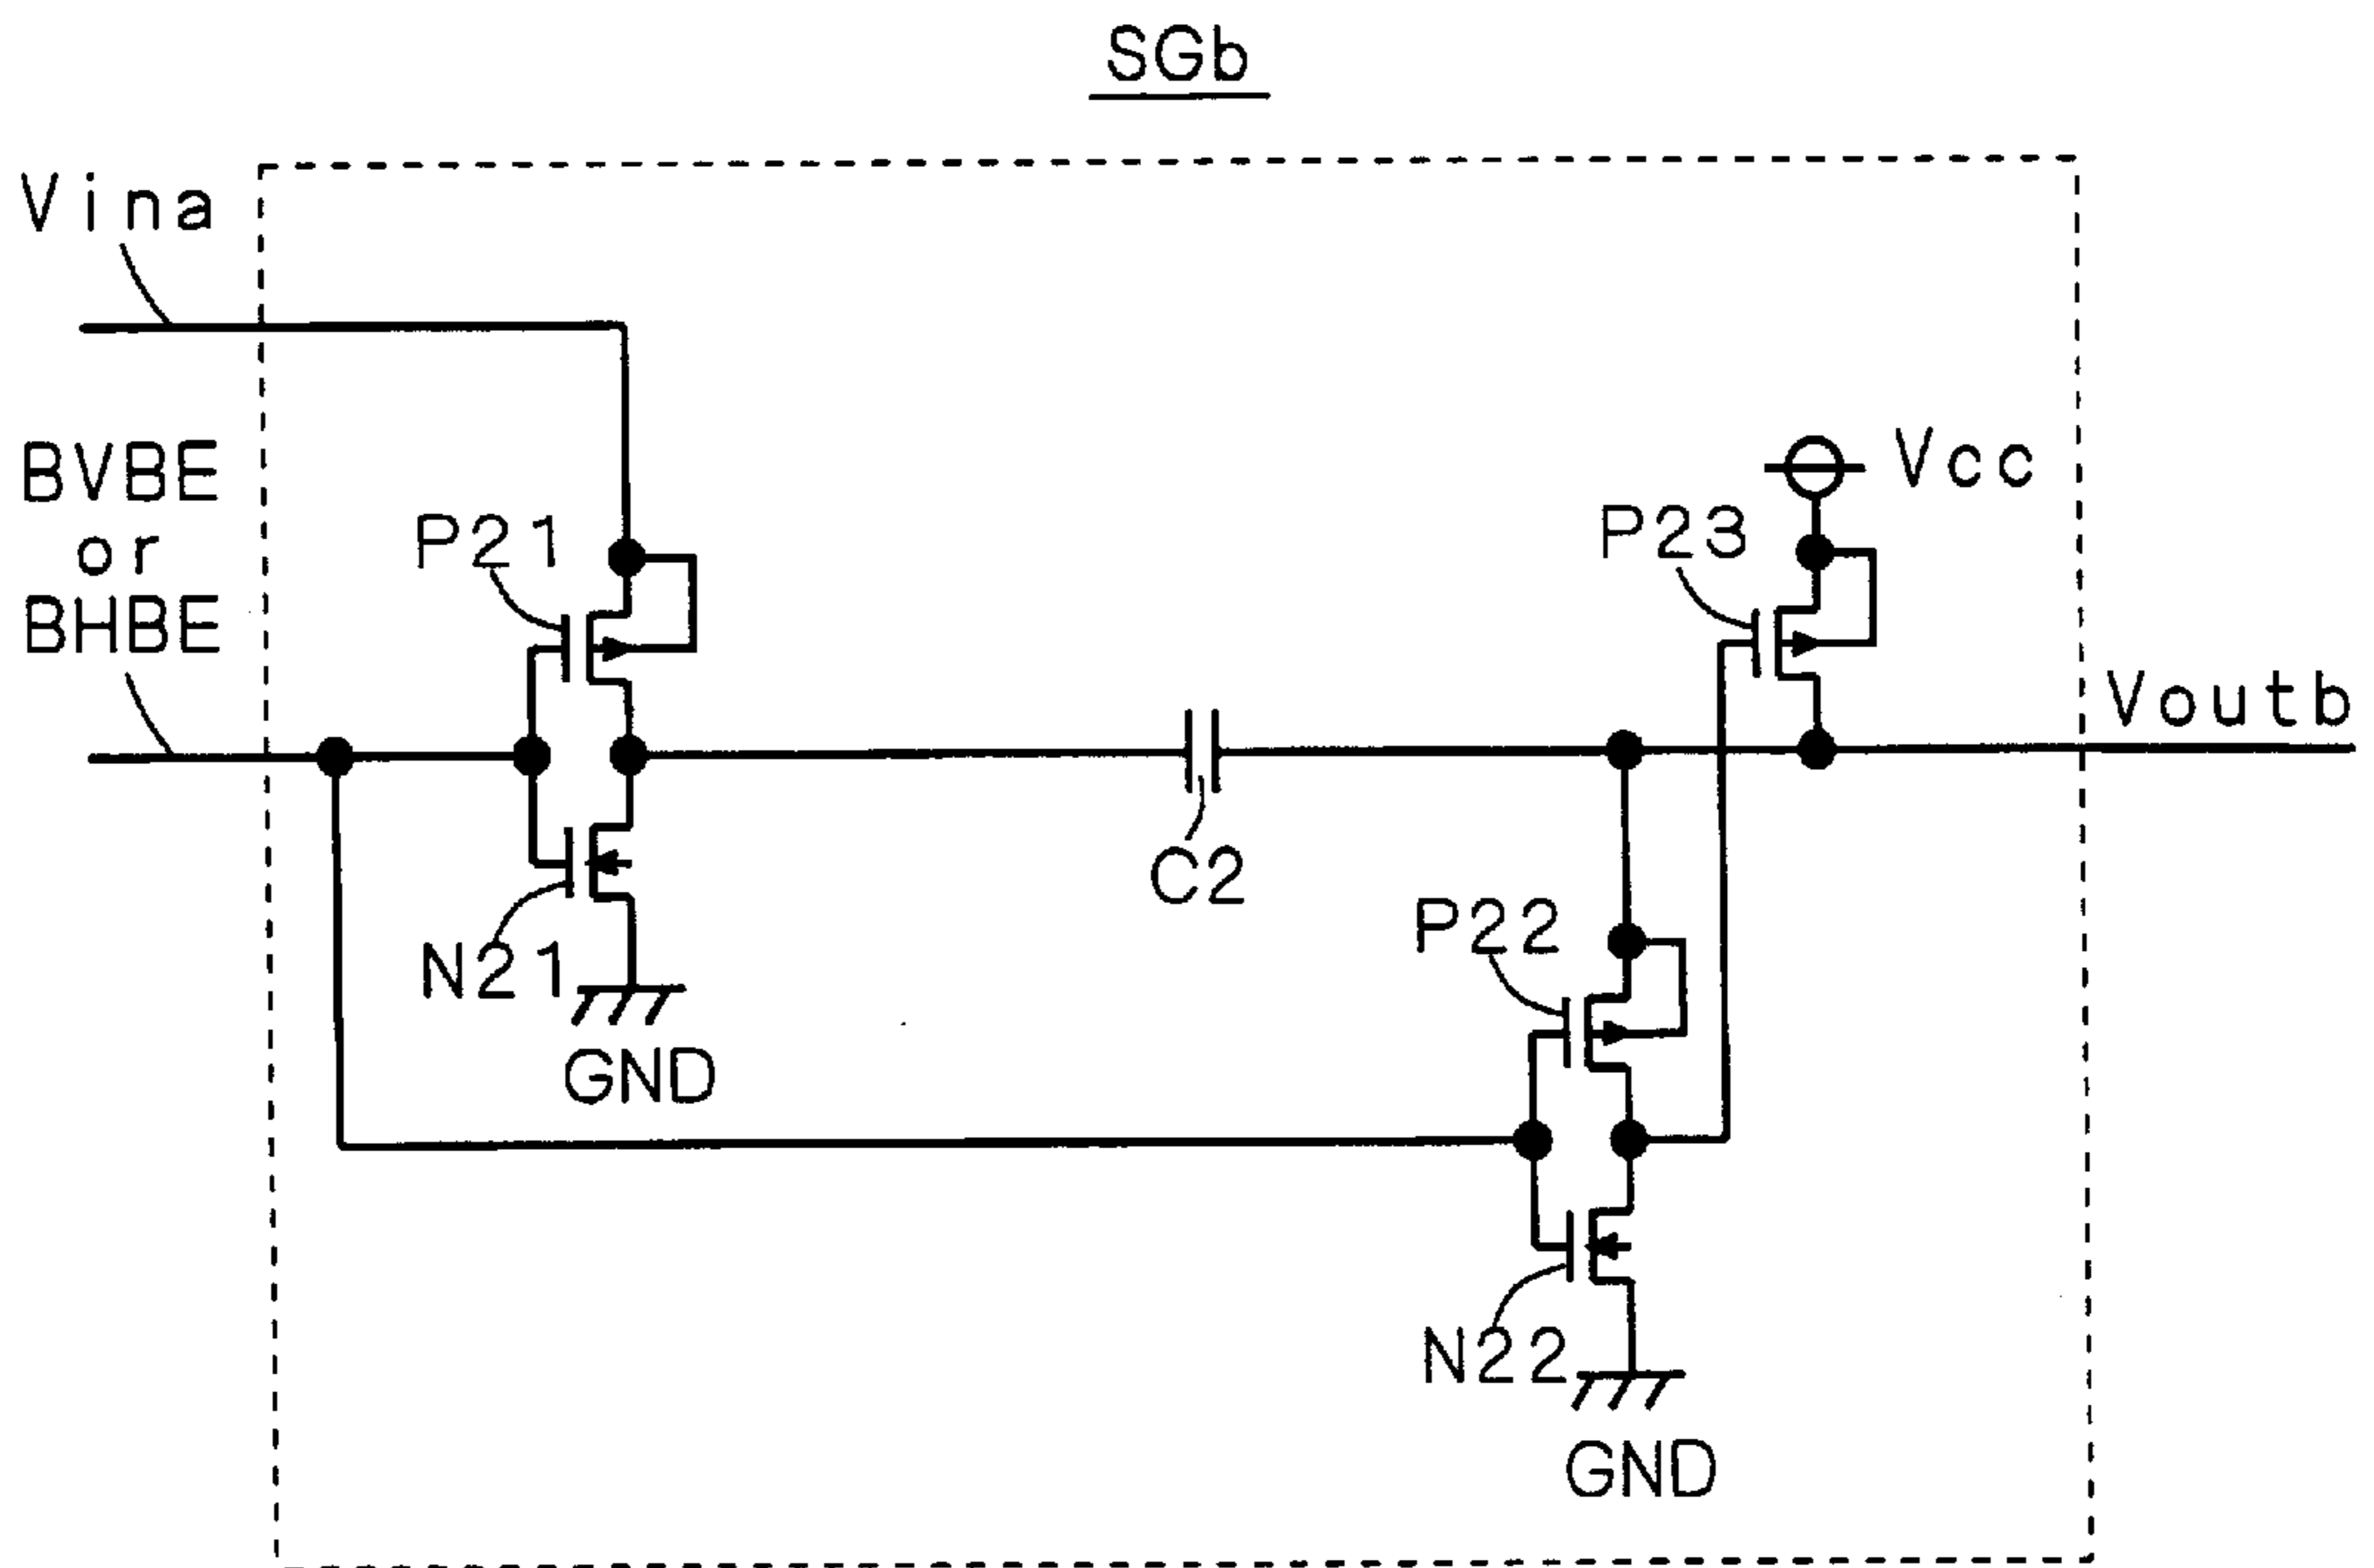 SGb
Vina
BVBE
or
BHBE
P21
N21
GND
C2
P22
N22
GND
P23
Vcc
Voutb